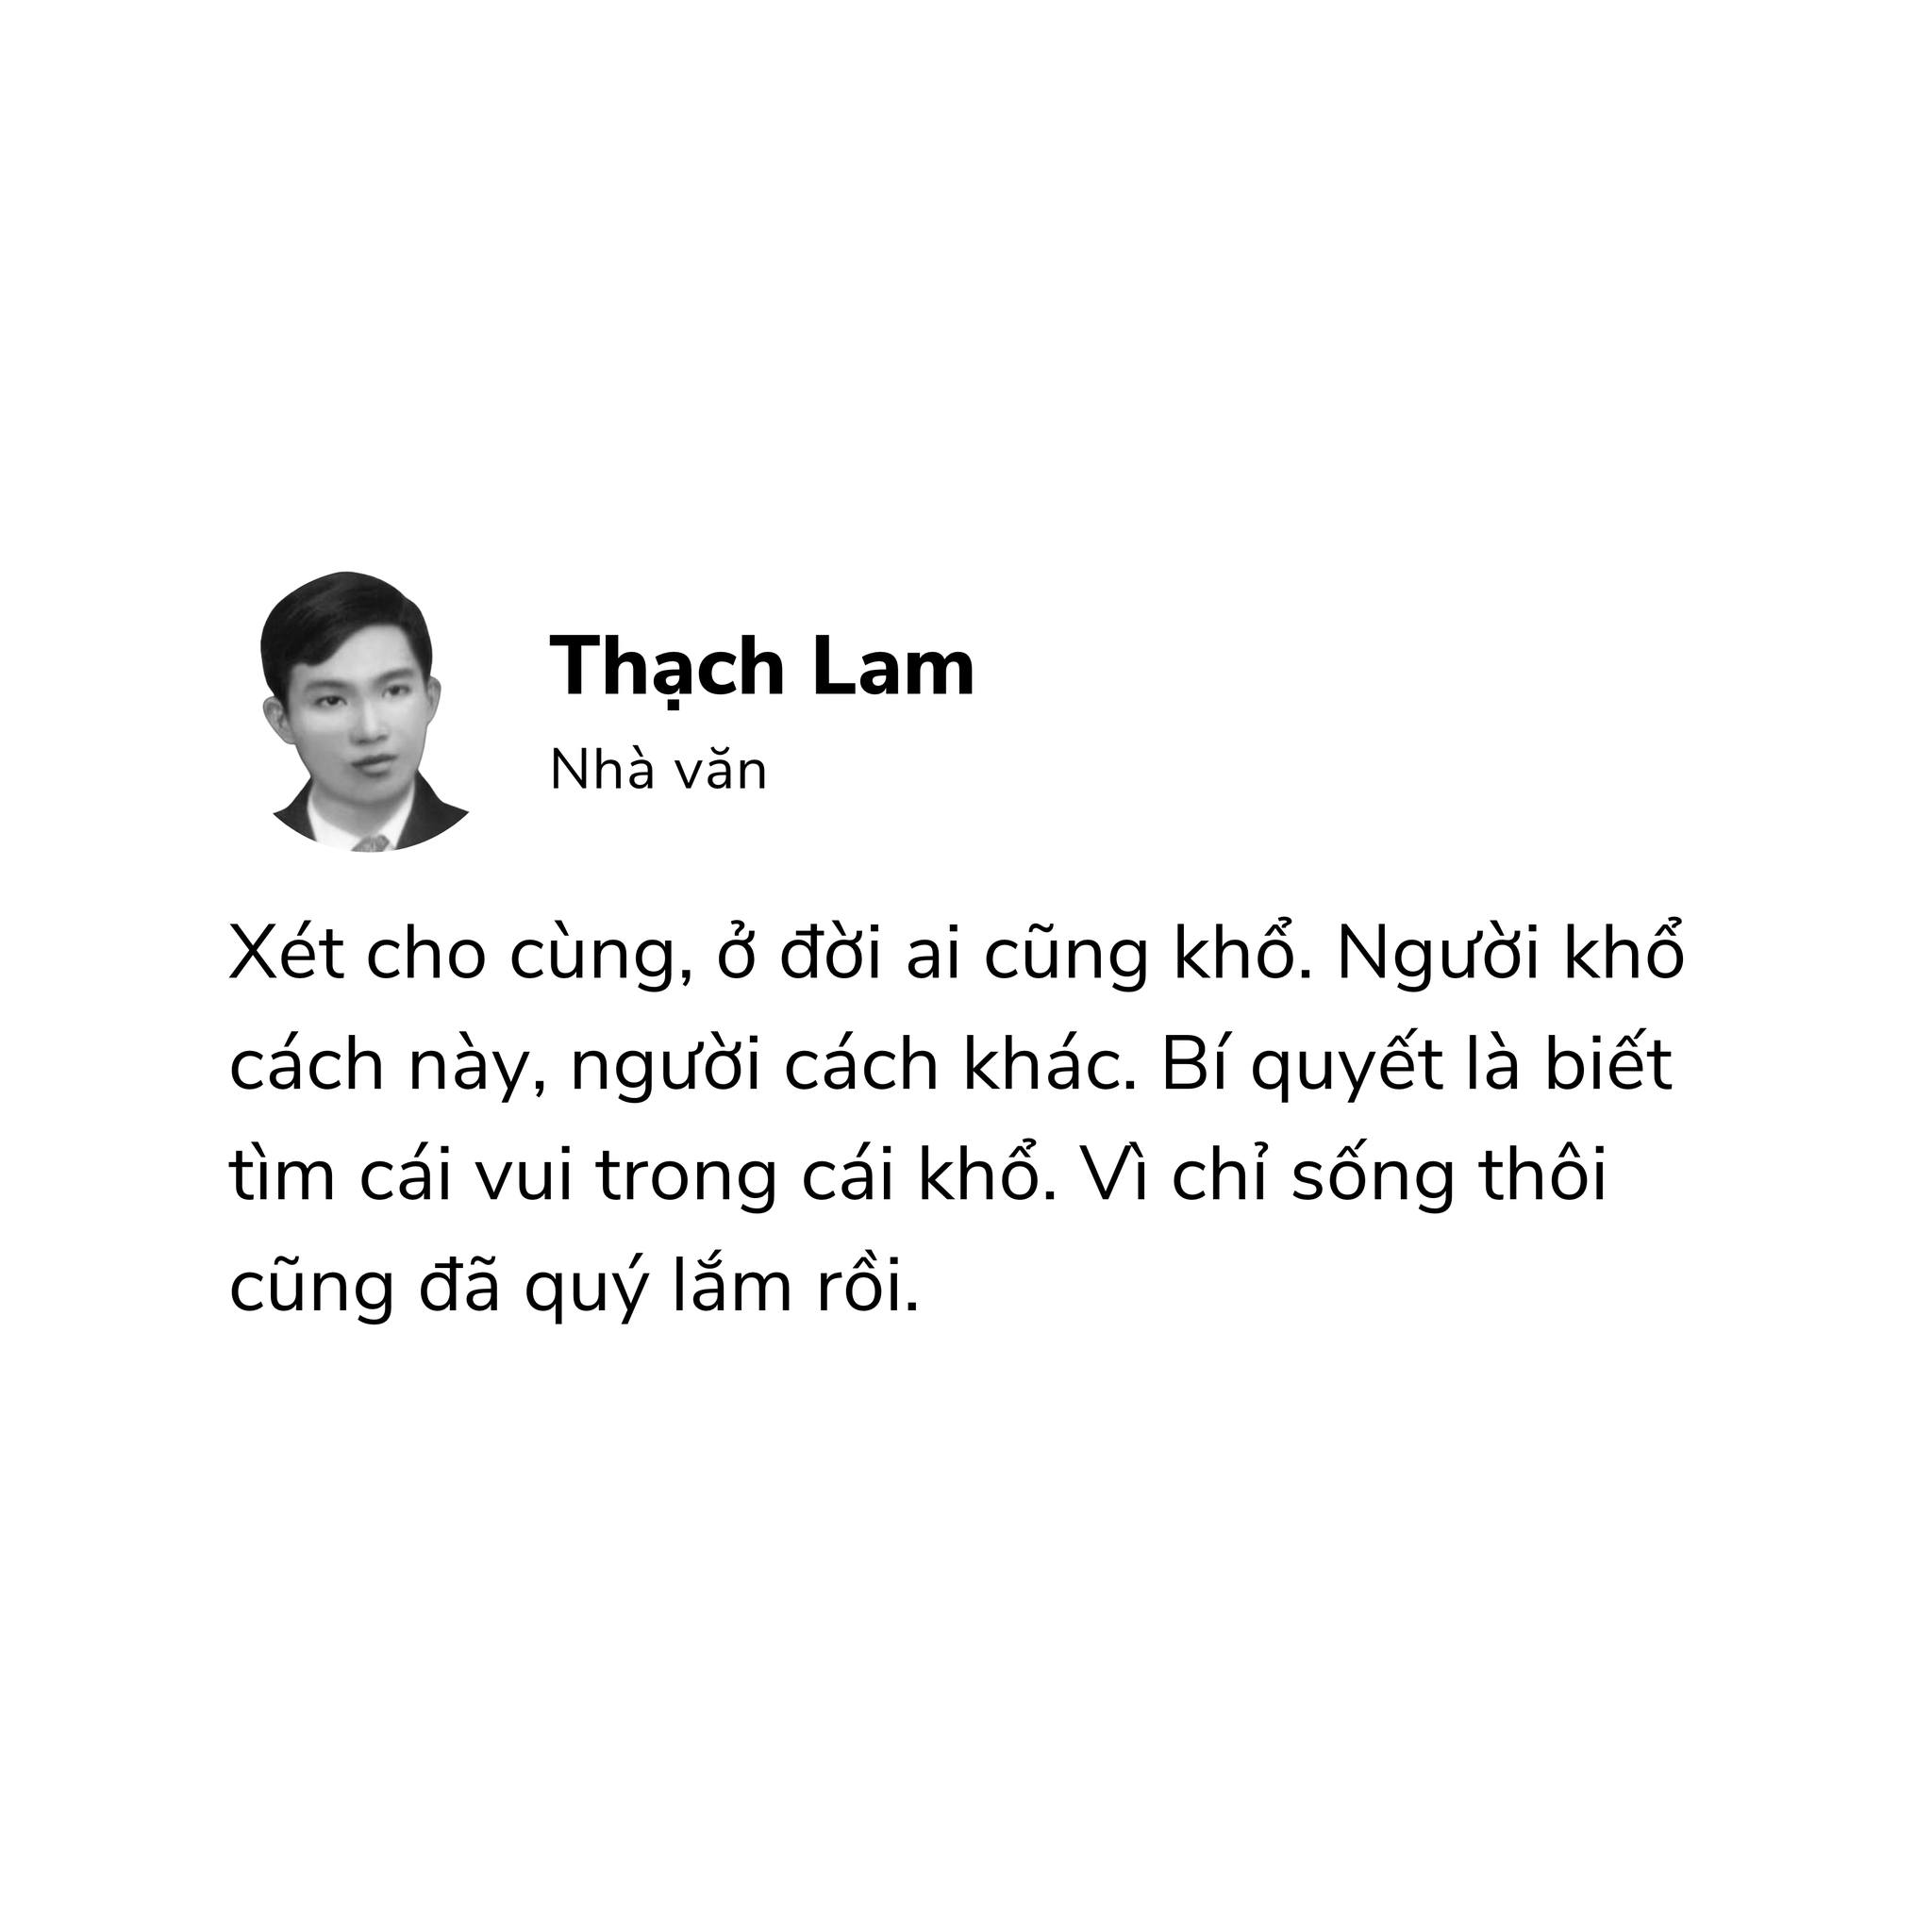 Thạch Lam
Nhà văn
Xét cho cùng, ở đời ai cũng khổ. Người khổ
cách này, người cách khác. Bí quyết là biết
tìm cái vui trong cái khổ. Vì chỉ sống thôi
cũng đã quý lắm rồi.